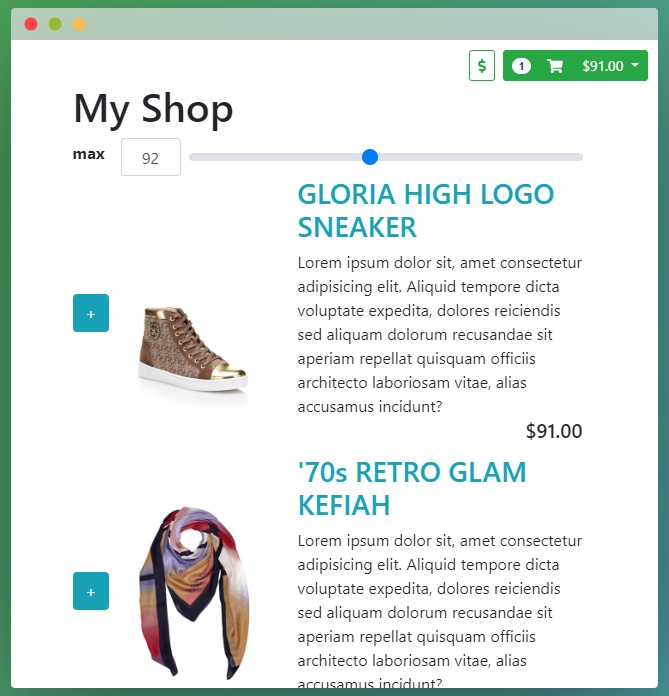 $ 1 $91.00
My Shop
max 92
GLORIA HIGH LOGO
SNEAKER
Lorem ipsum dolor sit, amet consectetur
adipisicing elit. Aliquid tempore dicta
voluptate expedita, dolores reiciendis
sed aliquam dolorum recusandae sit
aperiam repellat quisquam officiis
architecto laboriosam vitae, alias
accusamus incidunt?
+
$91.00
'70s RETRO GLAM
KEFIAH
Lorem ipsum dolor sit, amet consectetur
adipisicing elit. Aliquid tempore dicta
voluptate expedita, dolores reiciendis
sed aliquam dolorum recusandae sit
aperiam repellat quisquam officiis
architecto laboriosam vitae, alias
+